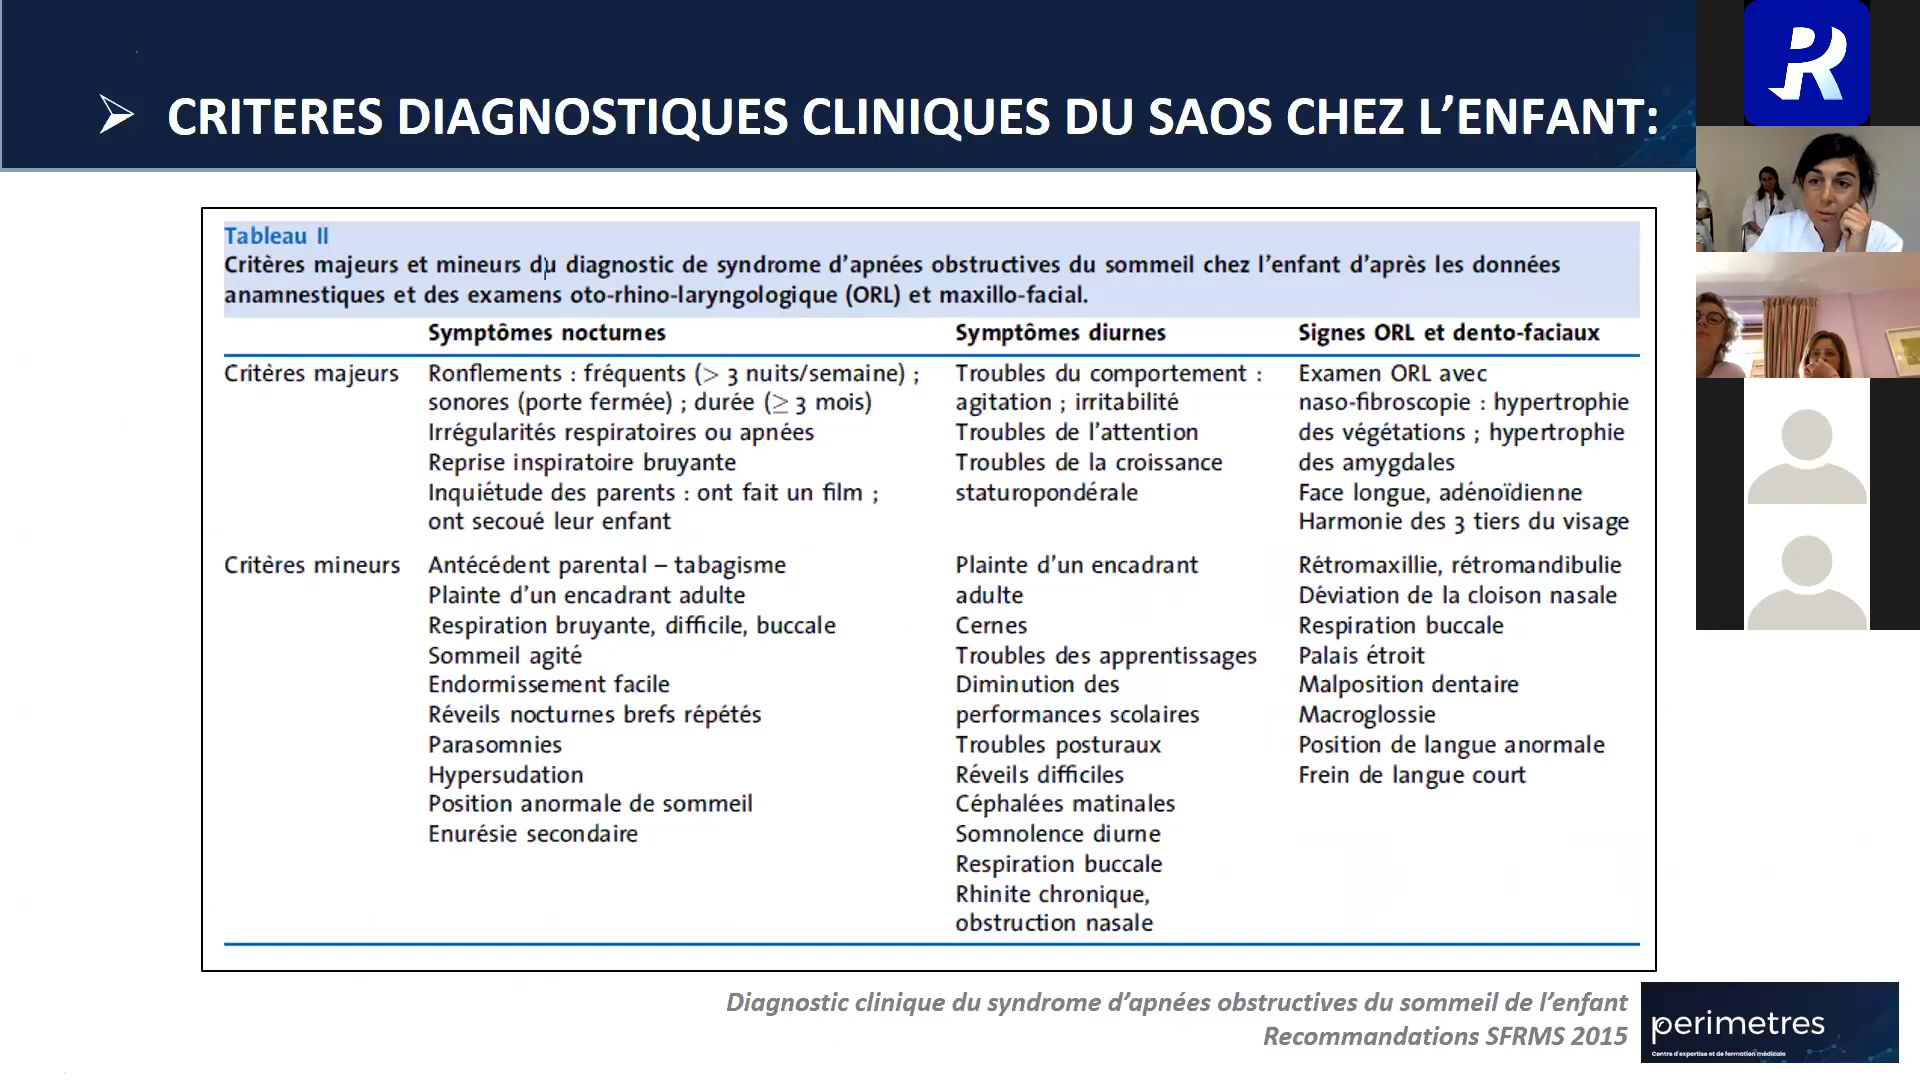 CRITERES DIAGNOSTIQUES CLINIQUES DU SAOS CHEZ L’ENFANT:
Tableau II
Critères majeurs et mineurs du diagnostic de syndrome d’apnées obstructives du sommeil chez l’enfant d’après les données
anamnestiques et des examens oto-rhino-laryngologique (ORL) et maxillo-facial.
Symptômes nocturnes Symptômes diurnes Signes ORL et dento-faciaux
Critères majeurs Ronflements : fréquents (> 3 nuits/semaine) ; Troubles du comportement : Examen ORL avec
sonores (porte fermée) ; durée (≥ 3 mois) agitation ; irritabilité naso-fibroscopie : hypertrophie
Irrégularités respiratoires ou apnées Troubles de l’attention des végétations ; hypertrophie
Reprise inspiratoire bruyante Troubles de la croissance des amygdales
Inquiétude des parents : ont fait un film ; staturopondérale Face longue, adénoïdienne
ont secoué leur enfant Harmonie des 3 tiers du visage
Critères mineurs Antécédent parental – tabagisme Plainte d’un encadrant Rétromaxillie, rétromandibulie
Plainte d’un encadrant adulte adulte Déviation de la cloison nasale
Respiration bruyante, difficile, buccale Cernes Respiration buccale
Sommeil agité Troubles des apprentissages Palais étroit
Endormissement facile Diminution des Malposition dentaire
Réveils nocturnes brefs répétés performances scolaires Macroglossie
Parasomnies Troubles posturaux Position de langue anormale
Hypersudation Réveils difficiles Frein de langue court
Position anormale de sommeil Céphalées matinales
Enurésie secondaire Somnolence diurne
Respiration buccale
Rhinite chronique,
obstruction nasale
Diagnostic clinique du syndrome d’apnées obstructives du sommeil de l’enfant
Recommandations SFRMS 2015
perimetres
Centre d'expertise et de formation médicale